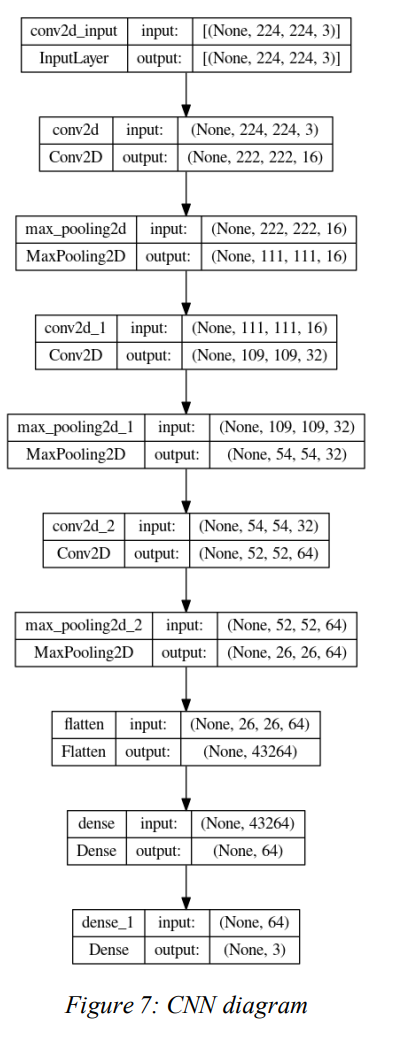 conv2d_input input: [(None, 224, 224, 3)]
InputLayer output: [(None, 224, 224, 3)]
conv2d input: (None, 224, 224, 3)
Conv2D output: (None, 222, 222, 16)
max_pooling2d input: (None, 222, 222, 16)
MaxPooling2D output: (None, 111, 111, 16)
conv2d_1 input: (None, 111, 111, 16)
Conv2D output: (None, 109, 109, 32)
max_pooling2d_1 input: (None, 109, 109, 32)
MaxPooling2D output: (None, 54, 54, 32)
conv2d_2 input: (None, 54, 54, 32)
Conv2D output: (None, 52, 52, 64)
max_pooling2d_2 input: (None, 52, 52, 64)
MaxPooling2D output: (None, 26, 26, 64)
flatten input: (None, 26, 26, 64)
Flatten output: (None, 43264)
dense input: (None, 43264)
Dense output: (None, 64)
dense_1 input: (None, 64)
Dense output: (None, 3)
Figure 7: CNN diagram